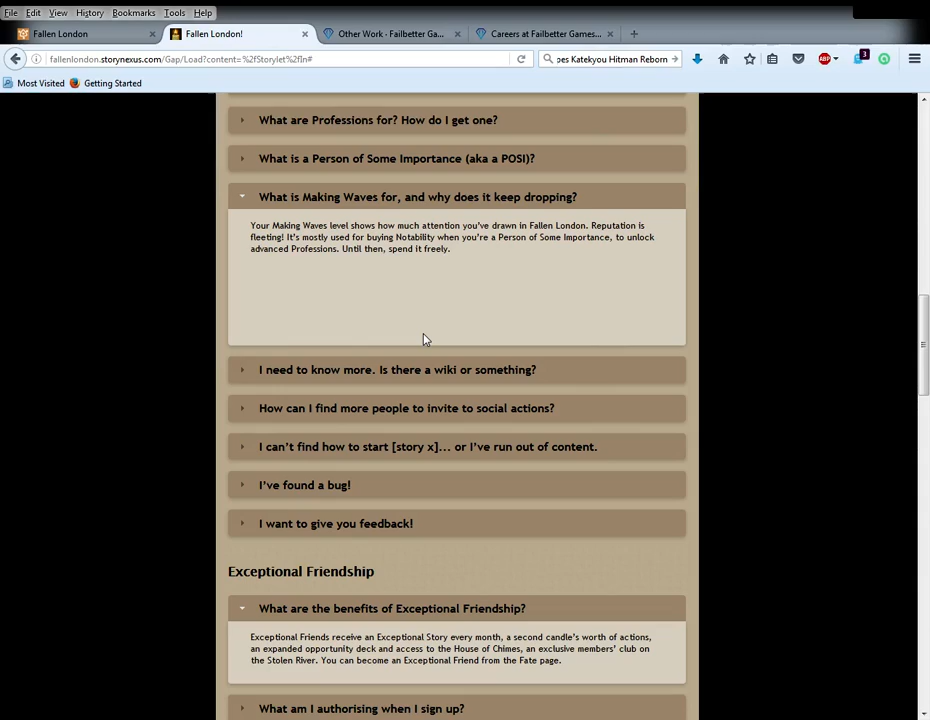 File Edit View History Bookmarks Tools Help
Fallen London
Fallen London!
Other Work - Failbetter Ga...
Careers at Failbetter Games...
fallenlondon.storynexus.com/Gap/Load?content=%2fStorylet%2fIn#
pes Katekyou Hitman Reborn
ABP
3
Most Visited
Getting Started
What are Professions for? How do I get one?
What is a Person of Some Importance (aka a POSI)?
What is Making Waves for, and why does it keep dropping?
Your Making Waves level shows how much attention you've drawn in Fallen London. Reputation is
fleeting! It's mostly used for buying Notability when you're a Person of Some Importance, to unlock
advanced Professions. Until then, spend it freely.
I need to know more. Is there a wiki or something?
How can I find more people to invite to social actions?
I can't find how to start [story x]... or I've run out of content.
I've found a bug!
I want to give you feedback!
Exceptional Friendship
What are the benefits of Exceptional Friendship?
Exceptional Friends receive an Exceptional Story every month, a second candle's worth of actions,
an expanded opportunity deck and access to the House of Chimes, an exclusive members' club on
the Stolen River. You can become an Exceptional Friend from the Fate page.
What am I authorising when I sign up?